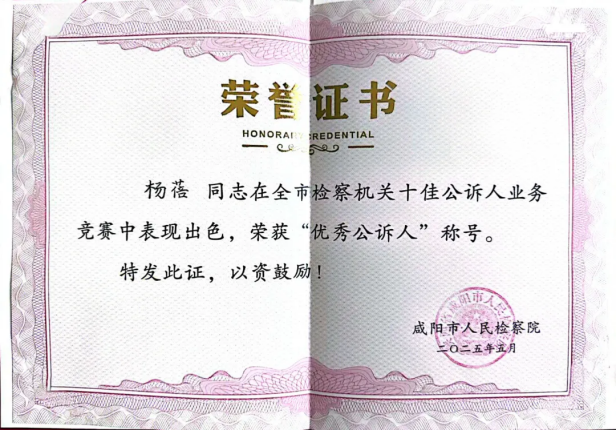 荣誉证书
HONORARY CREDENTIAL
杨蓓 同志在全市检察机关十佳公诉人业务
竞赛中表现出色，荣获“优秀公诉人”称号。
特发此证，以资鼓励！
咸阳市人民检察院
二〇二五年五月